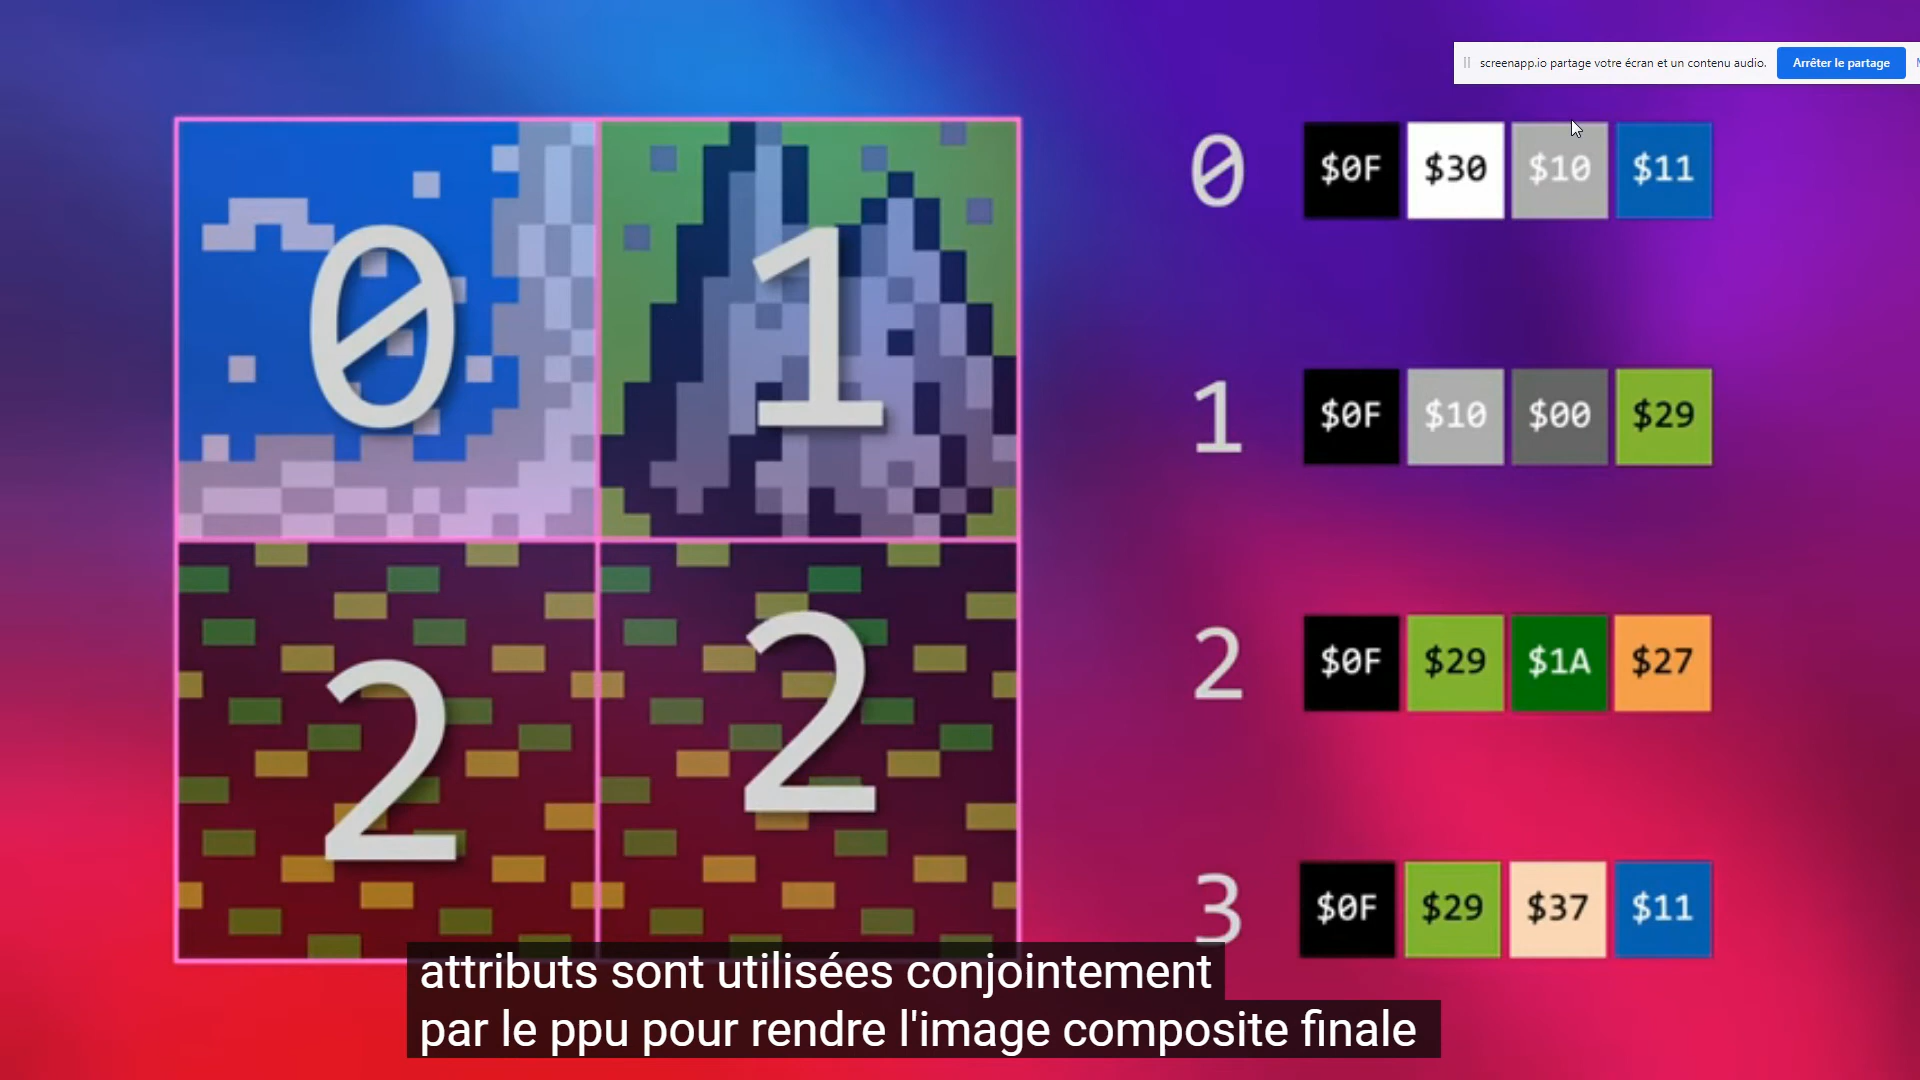 screenapp.io partage votre écran et un contenu audio.
Arrêter le partage
0 $0F $30 $10 $11
0 1
1 $0F $10 $00 $29
2 2
2 $0F $29 $1A $27
3 $0F $29 $37 $11
attributs sont utilisées conjointement
par le ppu pour rendre l'image composite finale